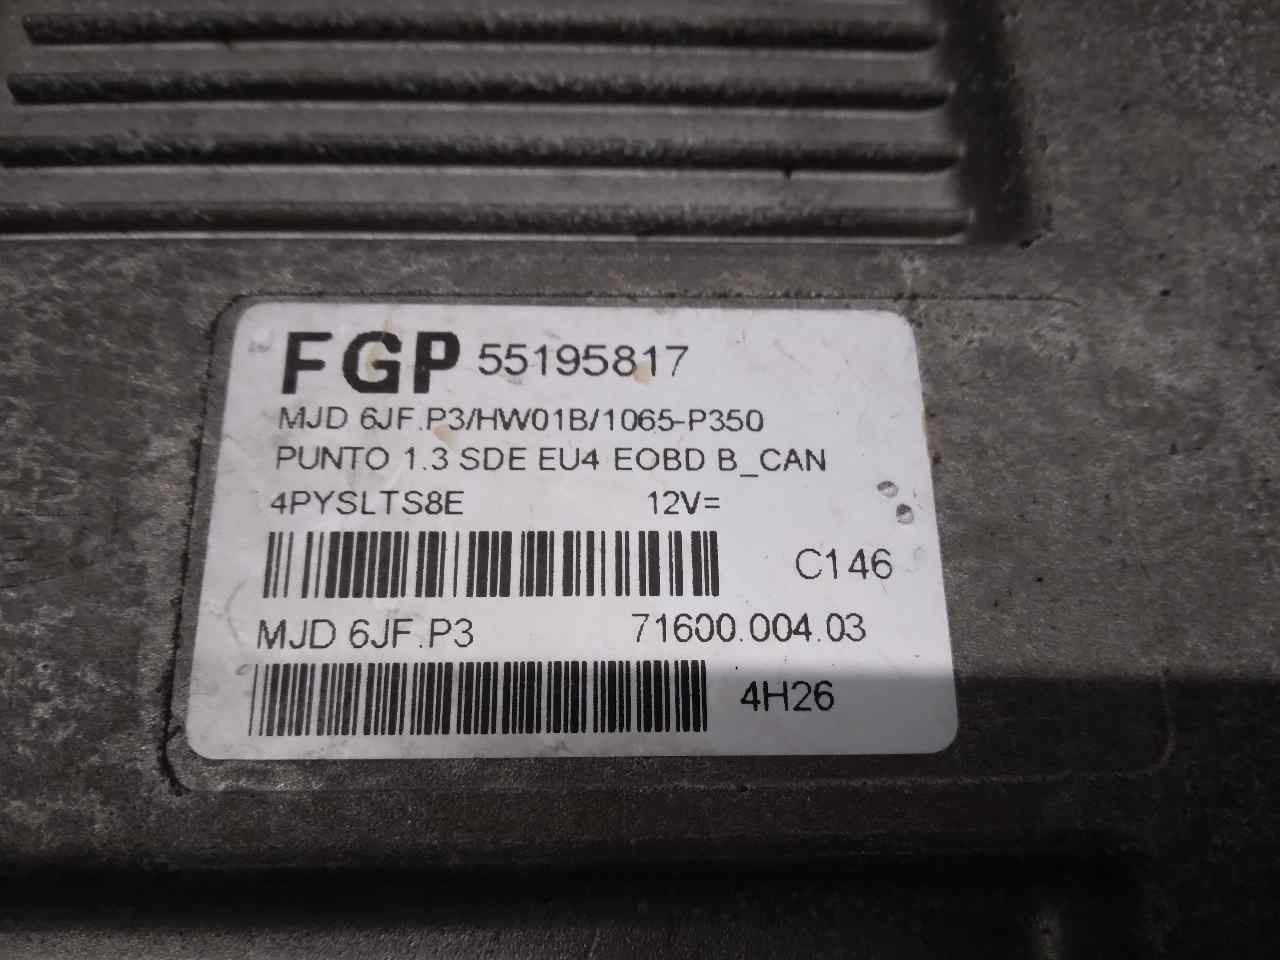 FGP 55195817
MJD 6JF.P3/HW01B/1065-P350
PUNTO 1.3 SDE EU4 EOBD B_CAN
4PYSLTS8E 12V=
C146
MJD 6JF.P3 71600.004.03
4H26